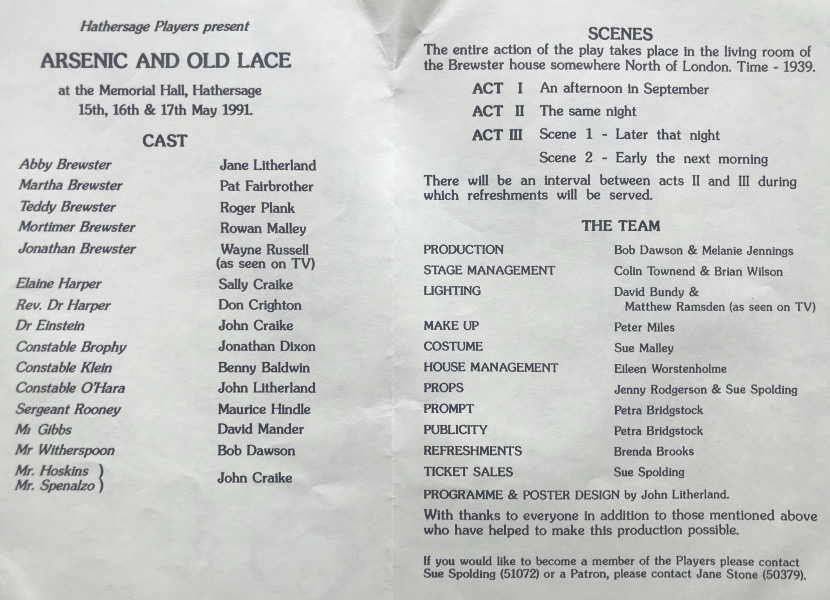 Hathersage Players present
ARSENIC AND OLD LACE
at the Memorial Hall, Hathersage
15th, 16th & 17th May 1991.
CAST
Abby Brewster Jane Litherland
Martha Brewster Pat Fairbrother
Teddy Brewster Roger Plank
Mortimer Brewster Rowan Malley
Jonathan Brewster Wayne Russell
(as seen on TV)
Elaine Harper Sally Craike
Rev. Dr Harper Don Crighton
Dr Einstein John Craike
Constable Brophy Jonathan Dixon
Constable Klein Benny Baldwin
Constable O'Hara John Litherland
Sergeant Rooney Maurice Hindle
Mr Gibbs David Mander
Mr Witherspoon Bob Dawson
Mr. Hoskins )
Mr. Spenalzo ) John Craike
SCENES
The entire action of the play takes place in the living room of
the Brewster house somewhere North of London. Time - 1939.
ACT I An afternoon in September
ACT II The same night
ACT III Scene 1 - Later that night
Scene 2 - Early the next morning
There will be an interval between acts II and III during
which refreshments will be served.
THE TEAM
PRODUCTION Bob Dawson & Melanie Jennings
STAGE MANAGEMENT Colin Townend & Brian Wilson
LIGHTING David Bundy &
Matthew Ramsden (as seen on TV)
MAKE UP Peter Miles
COSTUME Sue Malley
HOUSE MANAGEMENT Eileen Worstenholme
PROPS Jenny Rodgerson & Sue Spolding
PROMPT Petra Bridgstock
PUBLICITY Petra Bridgstock
REFRESHMENTS Brenda Brooks
TICKET SALES Sue Spolding
PROGRAMME & POSTER DESIGN by John Litherland.
With thanks to everyone in addition to those mentioned above
who have helped to make this production possible.
If you would like to become a member of the Players please contact
Sue Spolding (51072) or a Patron, please contact Jane Stone (50379).